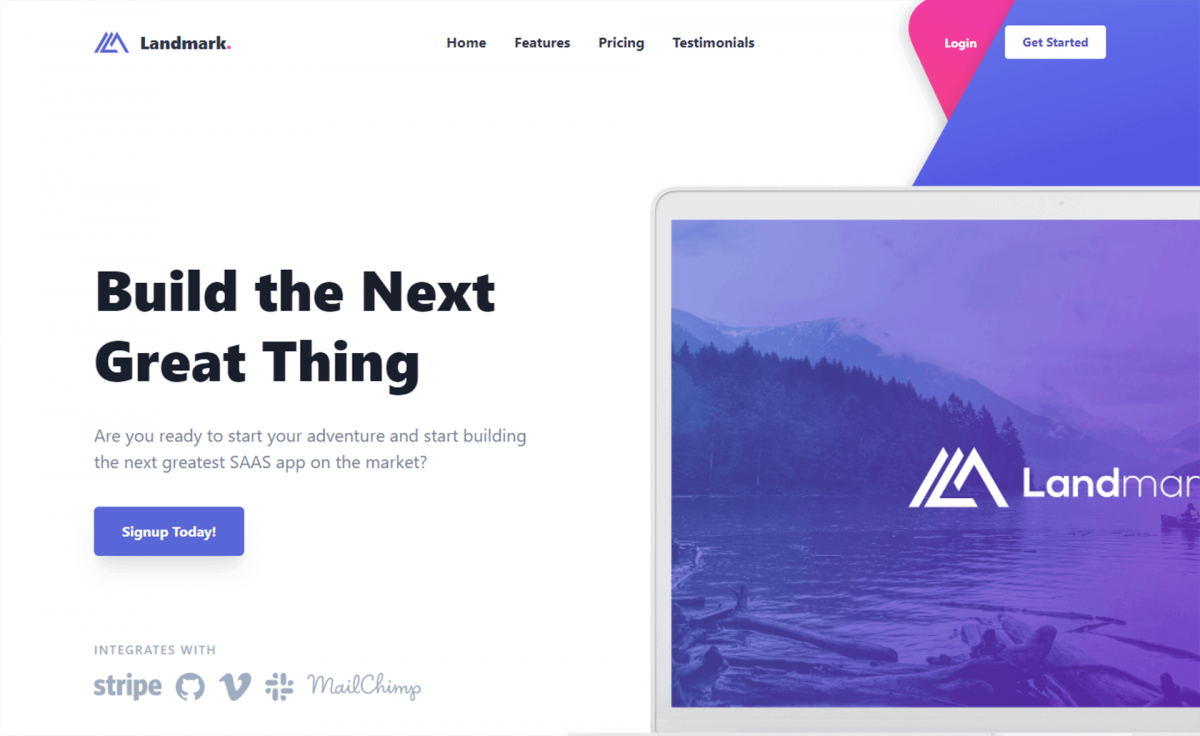 Landmark.
Home Features Pricing Testimonials
Login Get Started
Build the Next
Great Thing
Are you ready to start your adventure and start building
the next greatest SAAS app on the market?
Signup Today!
INTEGRATES WITH
stripe MailChimp
Landmar